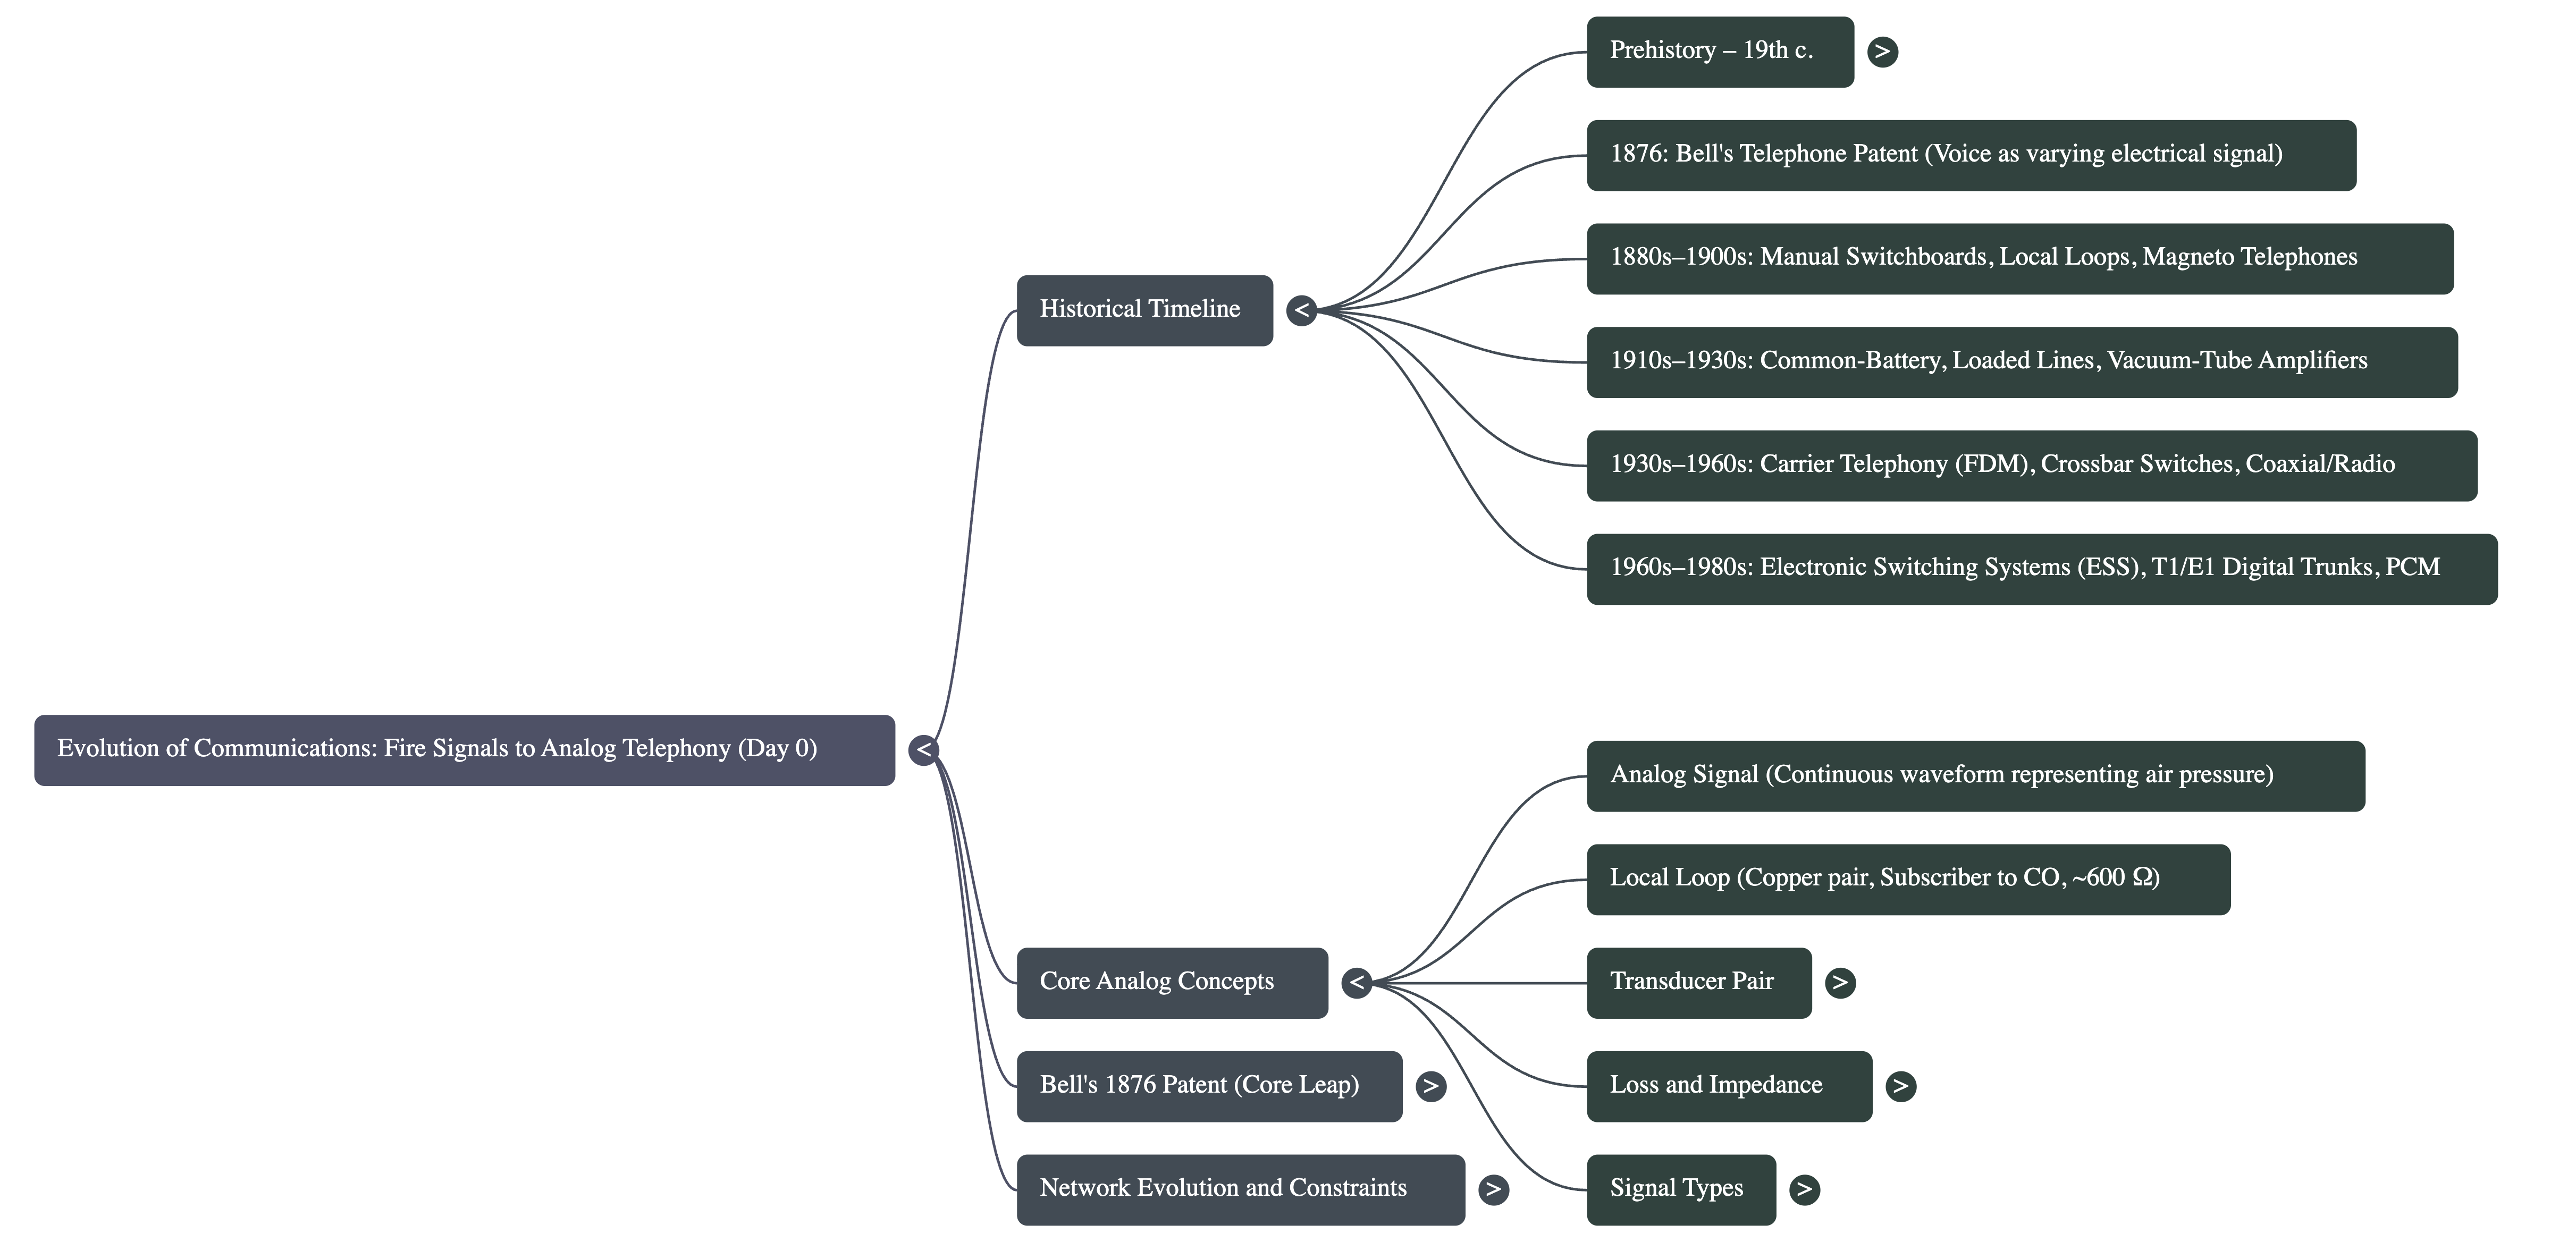 Evolution of Communications: Fire Signals to Analog Telephony (Day 0)
<
Historical Timeline
<
Prehistory – 19th c.
>
1876: Bell's Telephone Patent (Voice as varying electrical signal)
1880s–1900s: Manual Switchboards, Local Loops, Magneto Telephones
1910s–1930s: Common-Battery, Loaded Lines, Vacuum-Tube Amplifiers
1930s–1960s: Carrier Telephony (FDM), Crossbar Switches, Coaxial/Radio
1960s–1980s: Electronic Switching Systems (ESS), T1/E1 Digital Trunks, PCM
Core Analog Concepts
<
Analog Signal (Continuous waveform representing air pressure)
Local Loop (Copper pair, Subscriber to CO, ~600 Ω)
Transducer Pair
>
Loss and Impedance
>
Signal Types
>
Bell's 1876 Patent (Core Leap)
>
Network Evolution and Constraints
>